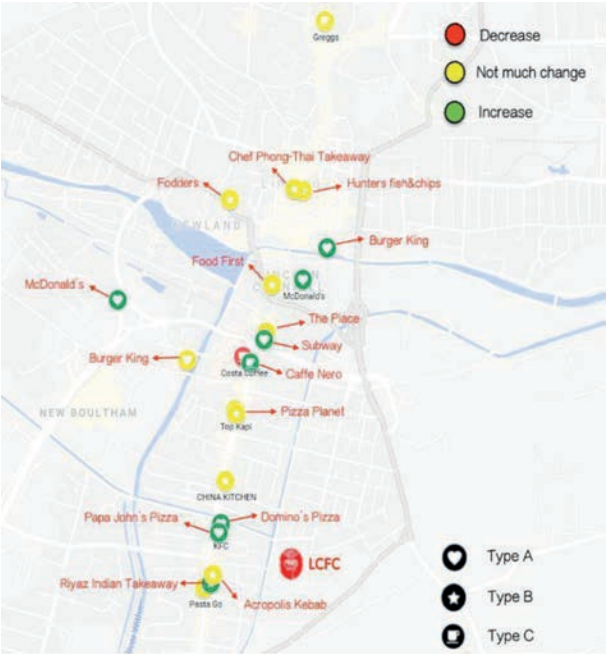 Greggs
Decrease
Not much change
Increase
Chef Phong-Thai Takeaway
Fodders
Hunters fish&chips
NEWLAND
Burger King
Food First
McDonald's
McDonald's
The Place
Subway
Burger King
Costa Coffee
Caffe Nero
NEW BOULTHAM
Pizza Planet
Top Kapi
CHINA KITCHEN
Papa John's Pizza
Domino's Pizza
KFC
LCFC
Type A
Riyaz Indian Takeaway
Pasta Go
Acropolis Kebab
Type B
Type C